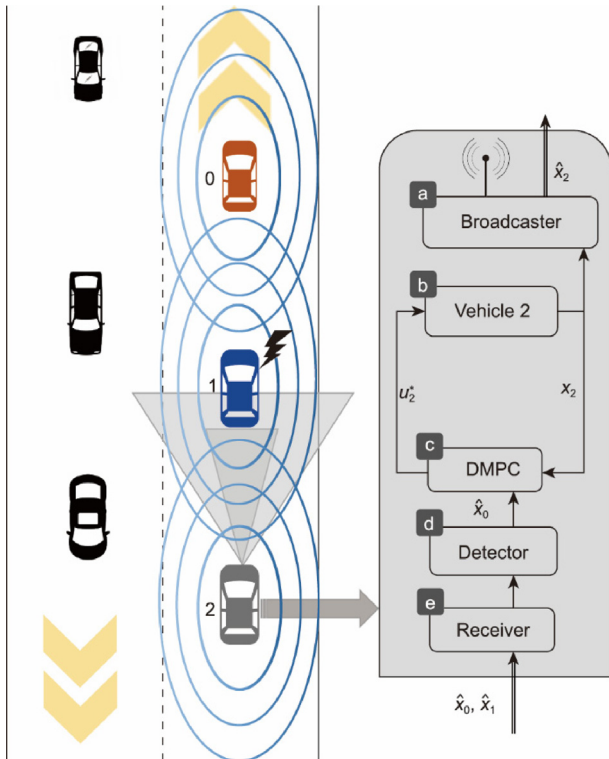 0
1
2
x̂₂
a
Broadcaster
b
Vehicle 2
u₂*
x₂
c
DMPC
x̂₀
d
Detector
e
Receiver
x̂₀, x̂₁